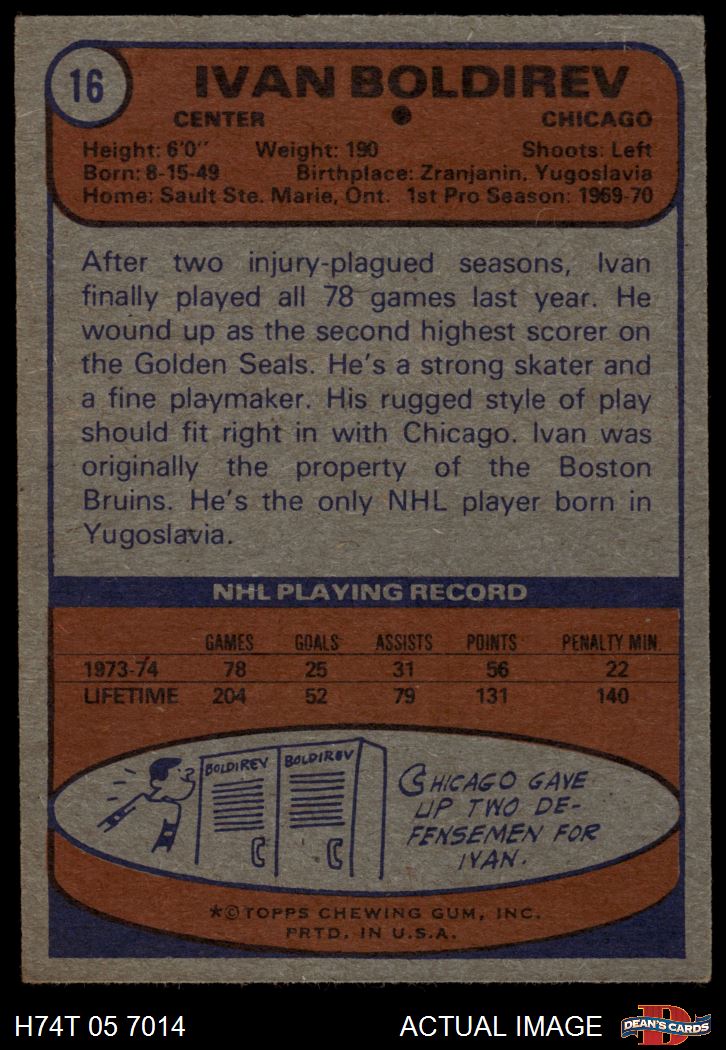 16
IVAN BOLDIREV
CENTER • CHICAGO
Height: 6'0" Weight: 190 Shoots: Left
Born: 8-15-49 Birthplace: Zranjanin, Yugoslavia
Home: Sault Ste. Marie, Ont. 1st Pro Season: 1969-70
After two injury-plagued seasons, Ivan
finally played all 78 games last year. He
wound up as the second highest scorer on
the Golden Seals. He's a strong skater and
a fine playmaker. His rugged style of play
should fit right in with Chicago. Ivan was
originally the property of the Boston
Bruins. He's the only NHL player born in
Yugoslavia.
NHL PLAYING RECORD
GAMES GOALS ASSISTS POINTS PENALTY MIN.
1973-74 78 25 31 56 22
LIFETIME 204 52 79 131 140
BOLDIREV BOLDIREV
CHICAGO GAVE
UP TWO DE-
FENSEMEN FOR
IVAN.
*© TOPPS CHEWING GUM, INC.
PRTD. IN U.S.A.
H74T 05 7014 ACTUAL IMAGE
D
DEAN'S CARDS